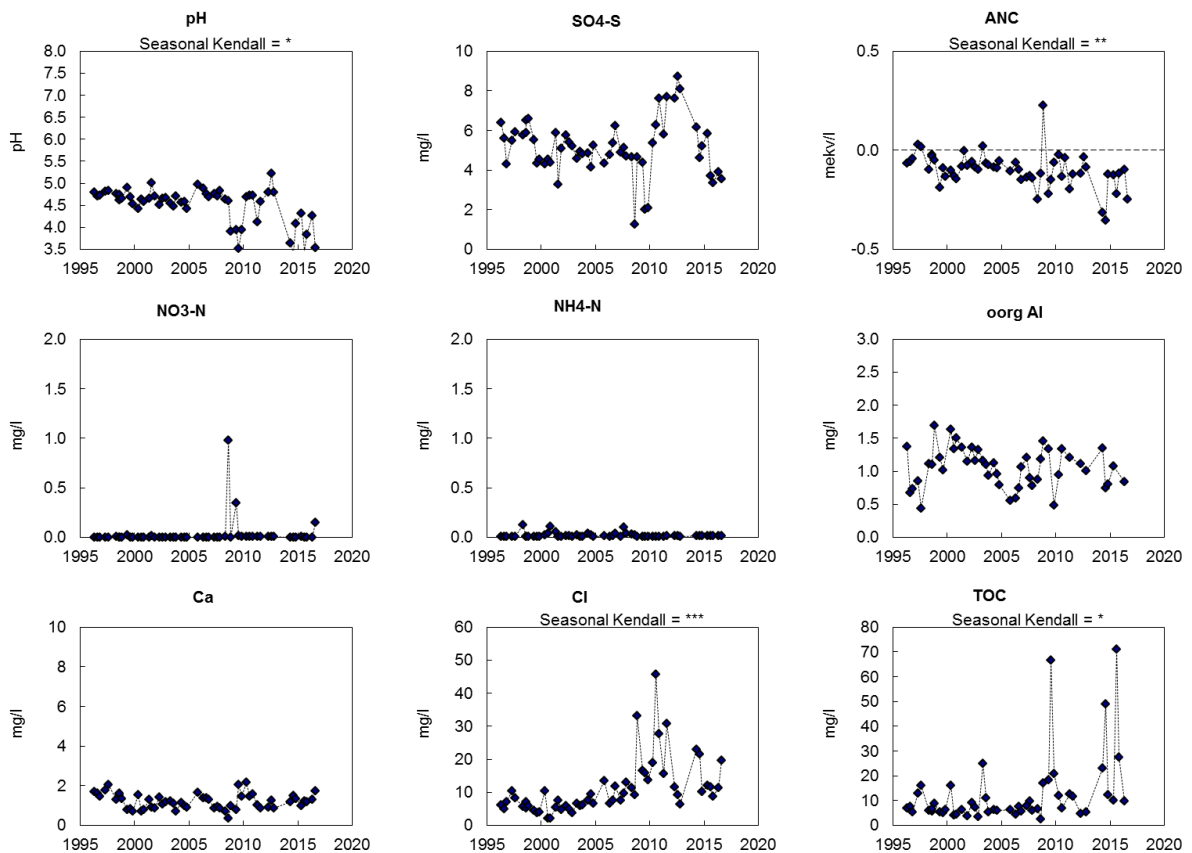 pH
Seasonal Kendall = *
8.0
7.5
7.0
6.5
6.0
5.5
5.0
4.5
4.0
3.5
pH
1995 2000 2005 2010 2015 2020
SO4-S
10
8
6
4
2
0
mg/l
1995 2000 2005 2010 2015 2020
ANC
Seasonal Kendall = **
0.5
0.0
-0.5
mekv/l
1995 2000 2005 2010 2015 2020
NO3-N
2.0
1.5
1.0
0.5
0.0
mg/l
1995 2000 2005 2010 2015 2020
NH4-N
2.0
1.5
1.0
0.5
0.0
mg/l
1995 2000 2005 2010 2015 2020
oorg Al
3.0
2.5
2.0
1.5
1.0
0.5
0.0
mg/l
1995 2000 2005 2010 2015 2020
Ca
10
8
6
4
2
0
mg/l
1995 2000 2005 2010 2015 2020
Cl
Seasonal Kendall = ***
60
50
40
30
20
10
0
mg/l
1995 2000 2005 2010 2015 2020
TOC
Seasonal Kendall = *
80
70
60
50
40
30
20
10
0
mg/l
1995 2000 2005 2010 2015 2020